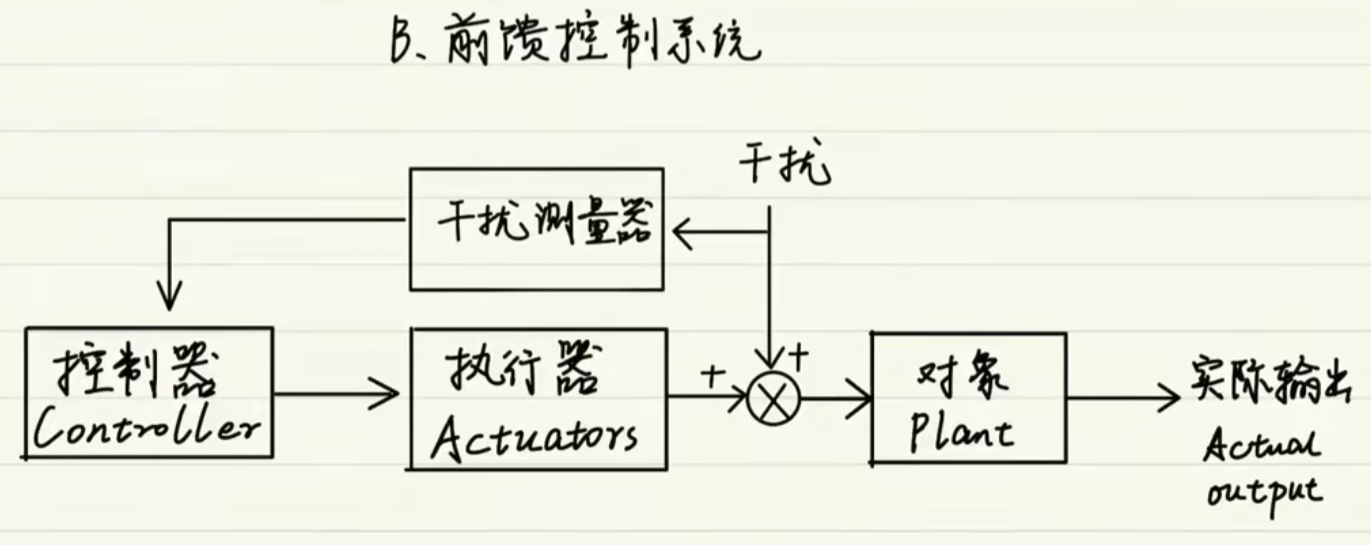 B、前馈控制系统
干扰
干扰测量器
控制器
Controller
执行器
Actuators
+
+
对象
Plant
实际输出
Actual
output